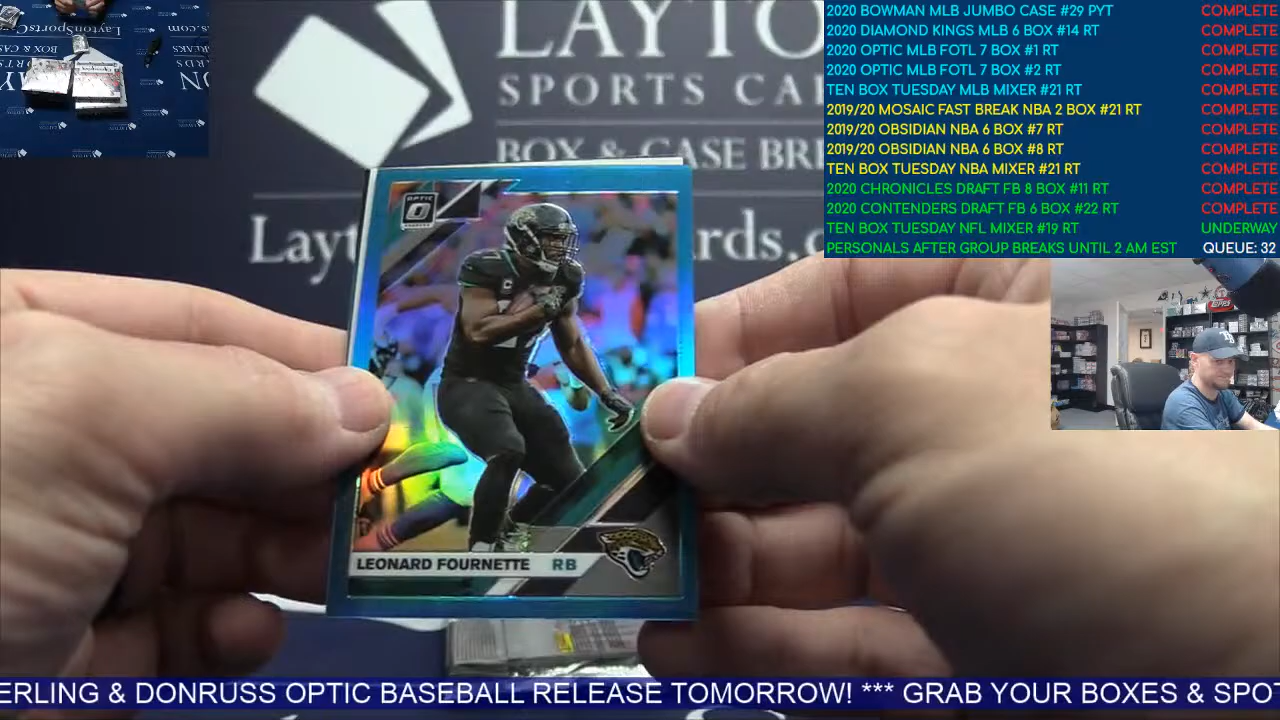 LAYTO
SPORTS CA
BOX & CASE BRE
Layt
rds.c
2020 BOWMAN MLB JUMBO CASE #29 PYT COMPLETE
2020 DIAMOND KINGS MLB 6 BOX #14 RT COMPLETE
2020 OPTIC MLB FOTL 7 BOX #1 RT COMPLETE
2020 OPTIC MLB FOTL 7 BOX #2 RT COMPLETE
TEN BOX TUESDAY MLB MIXER #21 RT COMPLETE
2019/20 MOSAIC FAST BREAK NBA 2 BOX #21 RT COMPLETE
2019/20 OBSIDIAN NBA 6 BOX #7 RT COMPLETE
2019/20 OBSIDIAN NBA 6 BOX #8 RT COMPLETE
TEN BOX TUESDAY NBA MIXER #21 RT COMPLETE
2020 CHRONICLES DRAFT FB 8 BOX #11 RT COMPLETE
2020 CONTENDERS DRAFT FB 6 BOX #22 RT COMPLETE
TEN BOX TUESDAY NFL MIXER #19 RT UNDERWAY
PERSONALS AFTER GROUP BREAKS UNTIL 2 AM EST QUEUE: 32
OPTIC
LEONARD FOURNETTE RB
ERLING & DONRUSS OPTIC BASEBALL RELEASE TOMORROW! *** GRAB YOUR BOXES & SPO